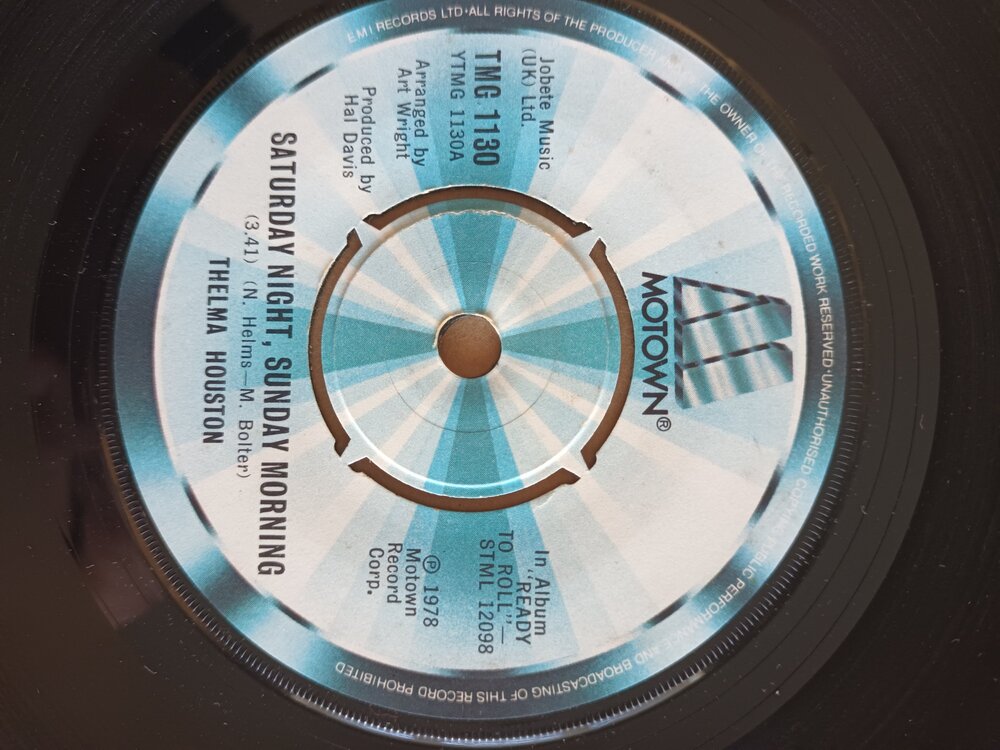 EMI RECORDS LTD·ALL RIGHTS OF THE PRODUCER AND THE OWNER OF THE RECORDED WORK RESERVED·UNAUTHORISED COPYING PUBLIC PERFORMANCE AND BROADCASTING OF THIS RECORD PROHIBITED
MOTOWN®
Jobete Music
(UK) Ltd.
TMG 1130
YTMG 1130A
Arranged by
Art Wright
Produced by
Hal Davis
In Album
"READY
TO ROLL"—
STML 12098
℗ 1978
Motown
Record
Corp.
SATURDAY NIGHT, SUNDAY MORNING
(3.41) (N. Helms—M. Bolter)
THELMA HOUSTON